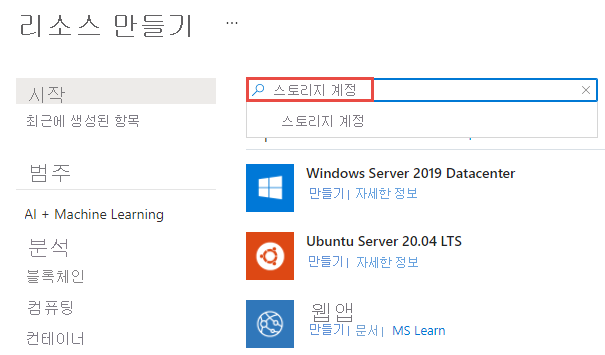 리소스 만들기 ...
시작
최근에 생성된 항목
범주
AI + Machine Learning
분석
블록체인
컴퓨팅
컨테이너
스토리지 계정
스토리지 계정
Windows Server 2019 Datacenter
만들기 | 자세한 정보
Ubuntu Server 20.04 LTS
만들기 | 자세한 정보
웹앱
만들기 | 문서 | MS Learn